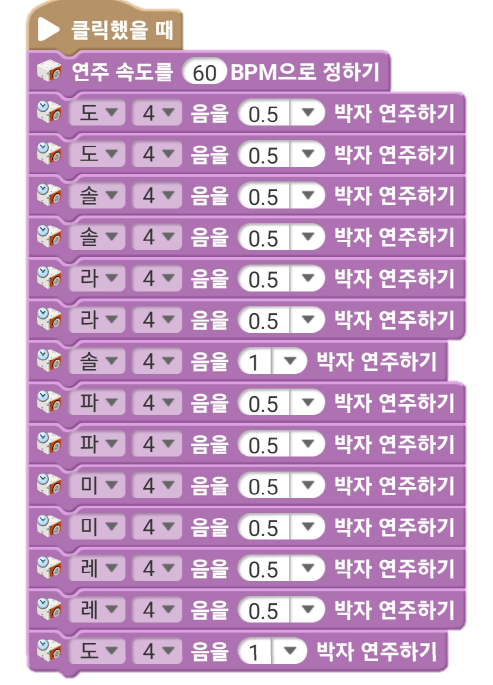 클릭했을 때
연주 속도를 60 BPM으로 정하기
도 4 음을 0.5 박자 연주하기
도 4 음을 0.5 박자 연주하기
솔 4 음을 0.5 박자 연주하기
솔 4 음을 0.5 박자 연주하기
라 4 음을 0.5 박자 연주하기
라 4 음을 0.5 박자 연주하기
솔 4 음을 1 박자 연주하기
파 4 음을 0.5 박자 연주하기
파 4 음을 0.5 박자 연주하기
미 4 음을 0.5 박자 연주하기
미 4 음을 0.5 박자 연주하기
레 4 음을 0.5 박자 연주하기
레 4 음을 0.5 박자 연주하기
도 4 음을 1 박자 연주하기